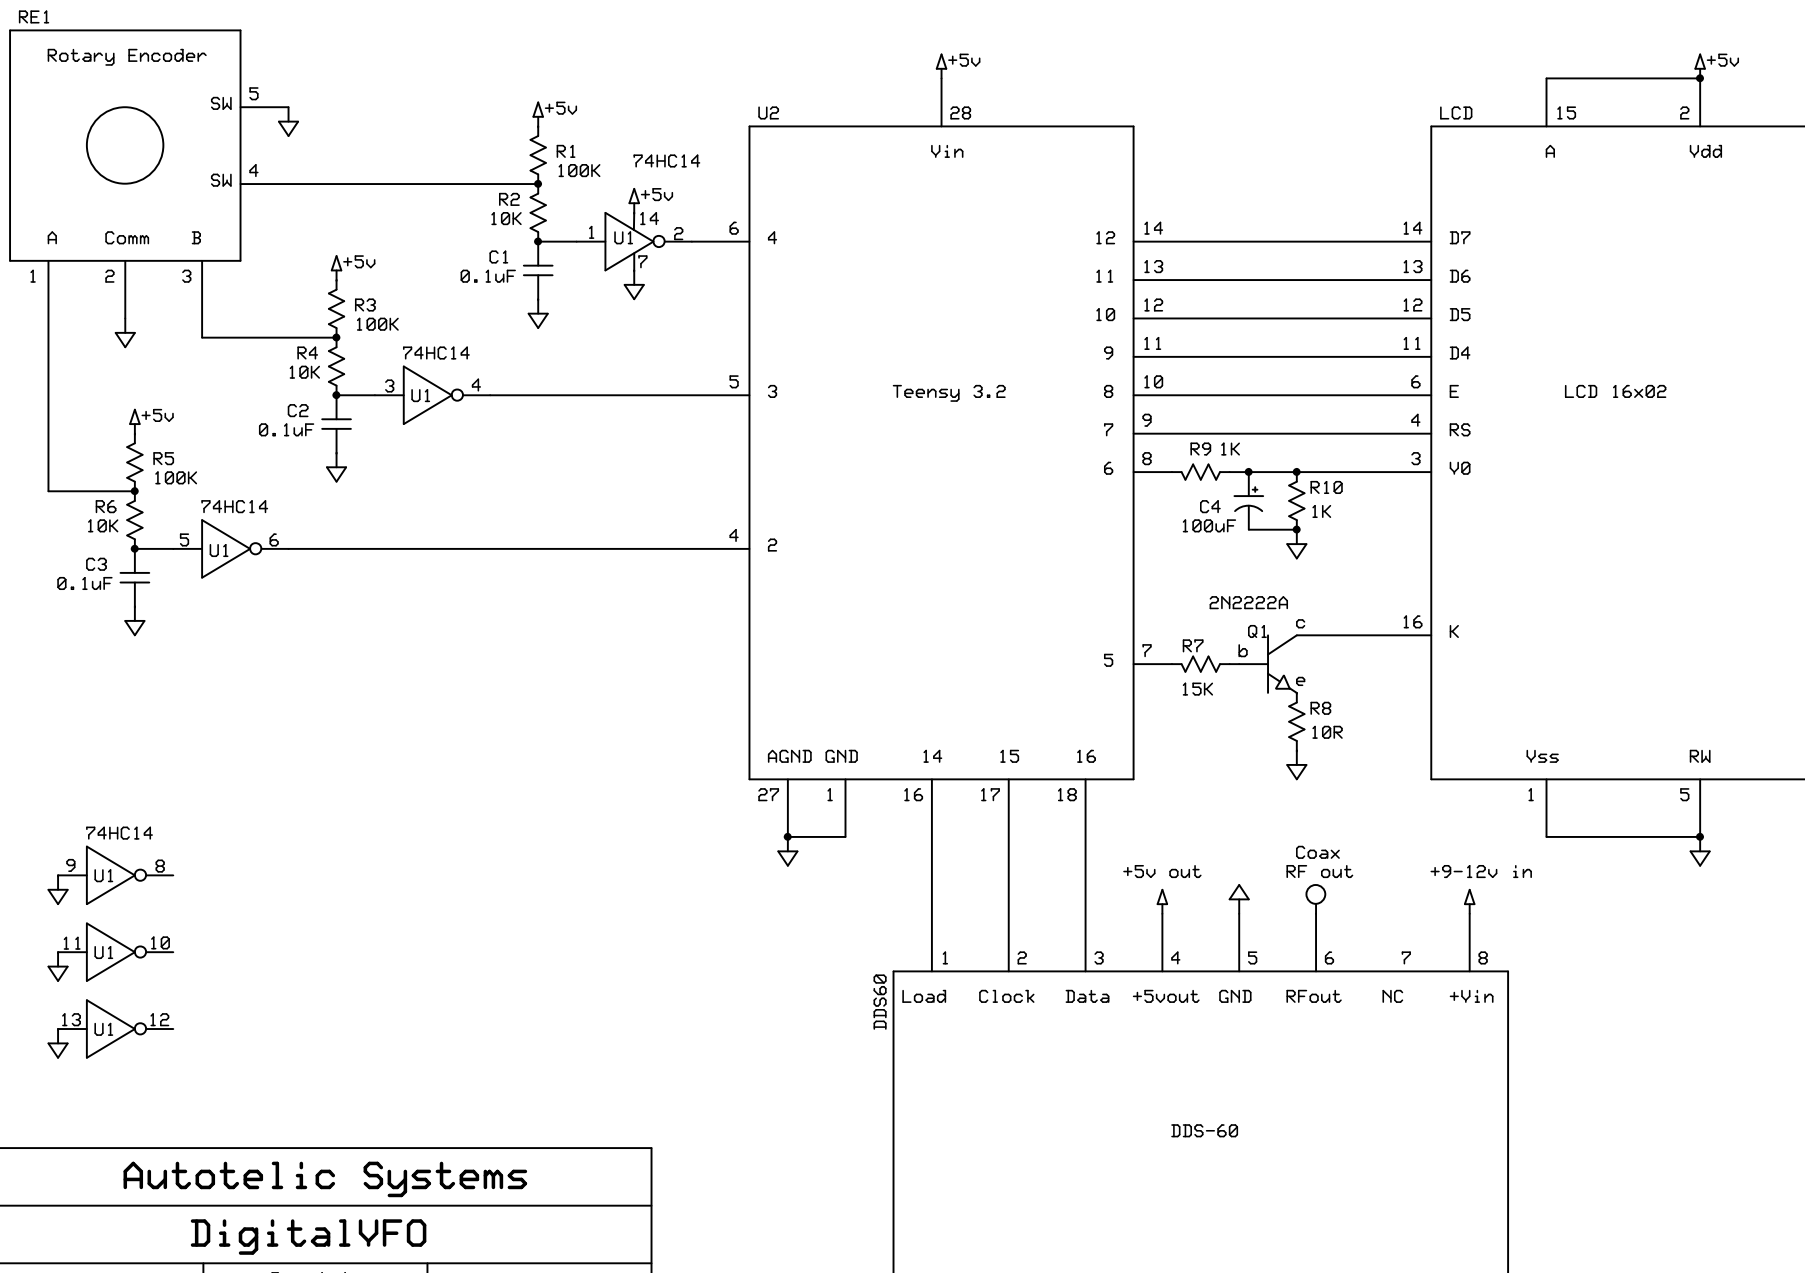 RE1
Rotary Encoder
SW 5
SW 4
A Comm B
1 2 3
+5v
R1
100K
R2
10K
C1
0.1uF
74HC14
+5v
14
1 U1 2
7
+5v
R3
100K
R4
10K
C2
0.1uF
74HC14
3 U1 4
+5v
R5
100K
R6
10K
C3
0.1uF
74HC14
5 U1 6
74HC14
9 U1 8
11 U1 10
13 U1 12
U2
+5v
28
Vin
6 4
5 3
4 2
Teensy 3.2
12 14
11 13
10 12
9 11
8 10
7 9
6 8
5 7
AGND GND 14 15 16
27 1 16 17 18
R9 1K
C4
100uF
+
R10
1K
2N2222A
Q1
c
b
e
R7
15K
R8
10R
LCD
+5v
15 2
A Vdd
14 D7
13 D6
12 D5
11 D4
6 E
4 RS
3 V0
16 K
LCD 16x02
Vss RW
1 5
+5v out
Coax
RF out
+9-12v in
1 2 3 4 5 6 7 8
DDS60
Load Clock Data +5vout GND RFout NC +Vin
DDS-60
Autotelic Systems
DigitalVFO